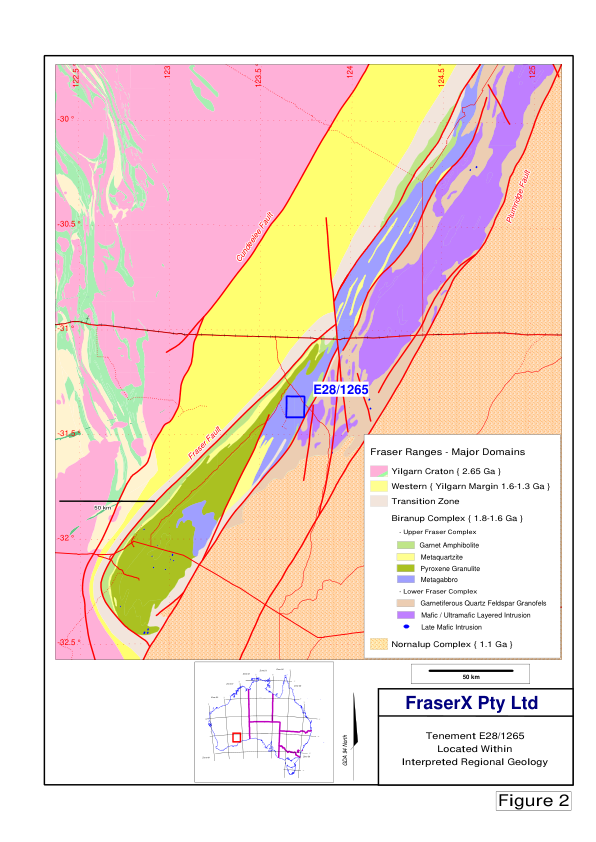 122.5°
123
123.5°
124
124.5°
125
-30°
-30.5°
-31°
-31.5°
-32°
-32.5°
Cundeelee Fault
Plumridge Fault
Fraser Fault
E28/1265
50 km
Fraser Ranges - Major Domains
Yilgarn Craton { 2.65 Ga }
Western { Yilgarn Margin 1.6-1.3 Ga }
Transition Zone
Biranup Complex { 1.8-1.6 Ga }
- Upper Fraser Complex
Garnet Amphibolite
Metaquartzite
Pyroxene Granulite
Metagabbro
- Lower Fraser Complex
Garnetiferous Quartz Feldspar Granofels
Mafic / Ultramafic Layered Intrusion
Late Mafic Intrusion
Nornalup Complex { 1.1 Ga }
50 km
GDA 94 North
FraserX Pty Ltd
Tenement E28/1265
Located Within
Interpreted Regional Geology
Figure 2